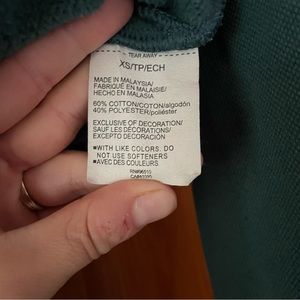 TEAR AWAY
XS/TP/ECH
MADE IN MALAYSIA/
FABRIQUÉ EN MALAISIE/
HECHO EN MALASIA
60% COTTON/COTON/algodón
40% POLYESTER/poliéster
EXCLUSIVE OF DECORATION/
SAUF LES DÉCORATIONS/
EXCEPTO DECORACIÓN
■WITH LIKE COLORS. DO
NOT USE SOFTENERS
■AVEC DES COULEURS